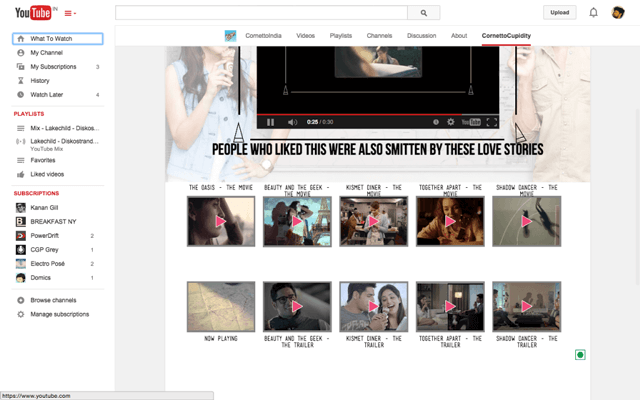 YouTube IN
Upload
What To Watch
My Channel
My Subscriptions 3
History
Watch Later 4
PLAYLISTS
Mix - Lakechild - Diskos...
Lakechild - Diskostrand...
YouTube Mix
Favorites
Liked videos
SUBSCRIPTIONS
Kanan Gill
BREAKFAST NY
PowerDrift 2
CGP Grey 1
Electro Posé 2
Domics 1
Browse channels
Manage subscriptions
https://www.youtube.com
CornettoIndia Videos Playlists Channels Discussion About CornettoCupidity
0:25 / 0:30 YouTube
PEOPLE WHO LIKED THIS WERE ALSO SMITTEN BY THESE LOVE STORIES
THE OASIS - THE MOVIE
BEAUTY AND THE GEEK -
THE MOVIE
KISMET DINER - THE
MOVIE
TOGETHER APART - THE
MOVIE
SHADOW DANCER - THE
MOVIE
NOW PLAYING
BEAUTY AND THE GEEK -
THE TRAILER
KISMET DINER - THE
TRAILER
TOGETHER APART - THE
TRAILER
SHADOW DANCER - THE
TRAILER